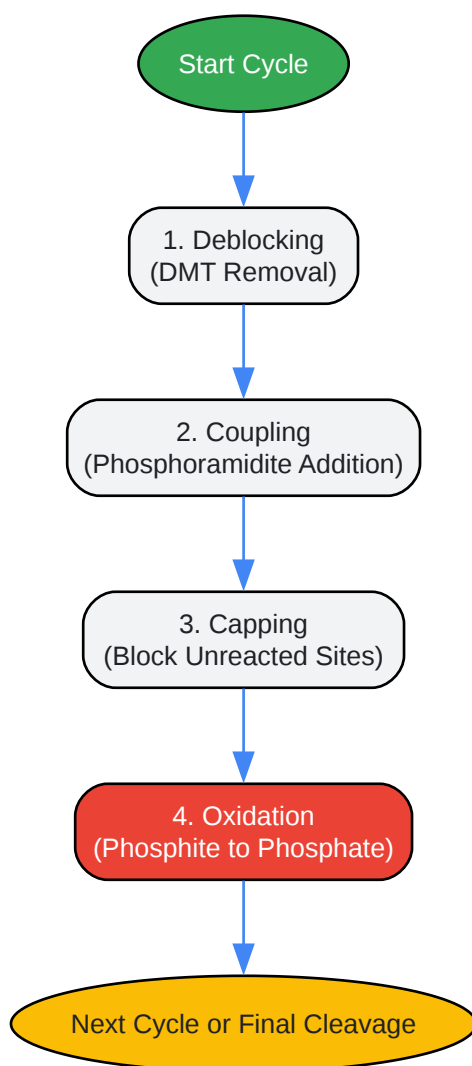 Start Cycle
1. Deblocking
(DMT Removal)
2. Coupling
(Phosphoramidite Addition)
3. Capping
(Block Unreacted Sites)
4. Oxidation
(Phosphite to Phosphate)
Next Cycle or Final Cleavage